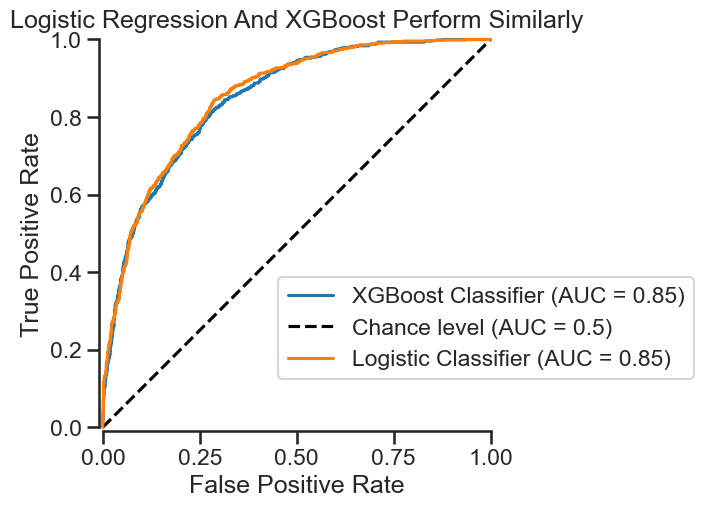 Logistic Regression And XGBoost Perform Similarly
True Positive Rate
1.0
0.8
0.6
0.4
0.2
0.0
XGBoost Classifier (AUC = 0.85)
Chance level (AUC = 0.5)
Logistic Classifier (AUC = 0.85)
0.00 0.25 0.50 0.75 1.00
False Positive Rate